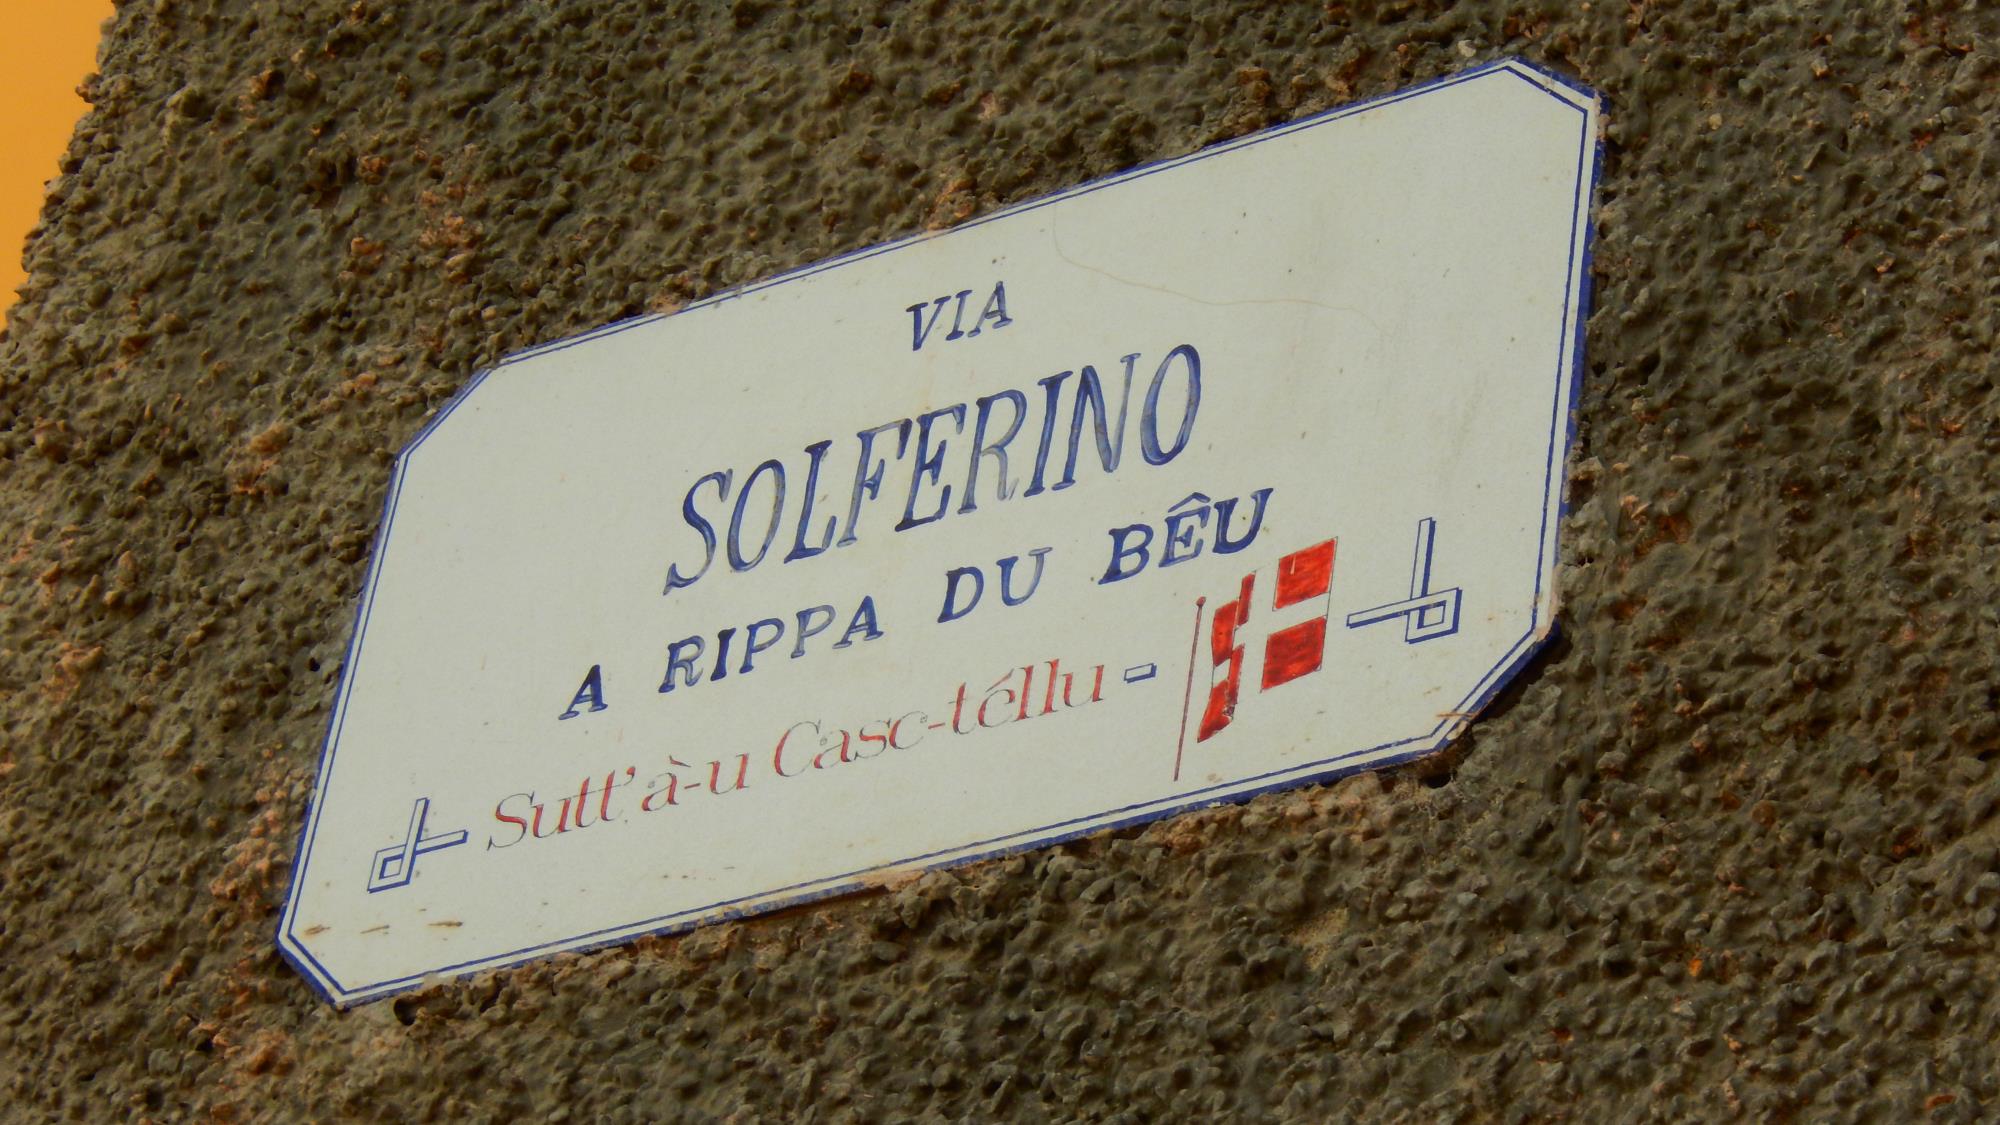 VIA
SOLFERINO
A RIPPA DU BÊU
Sutt'à-u Casc-téllu -